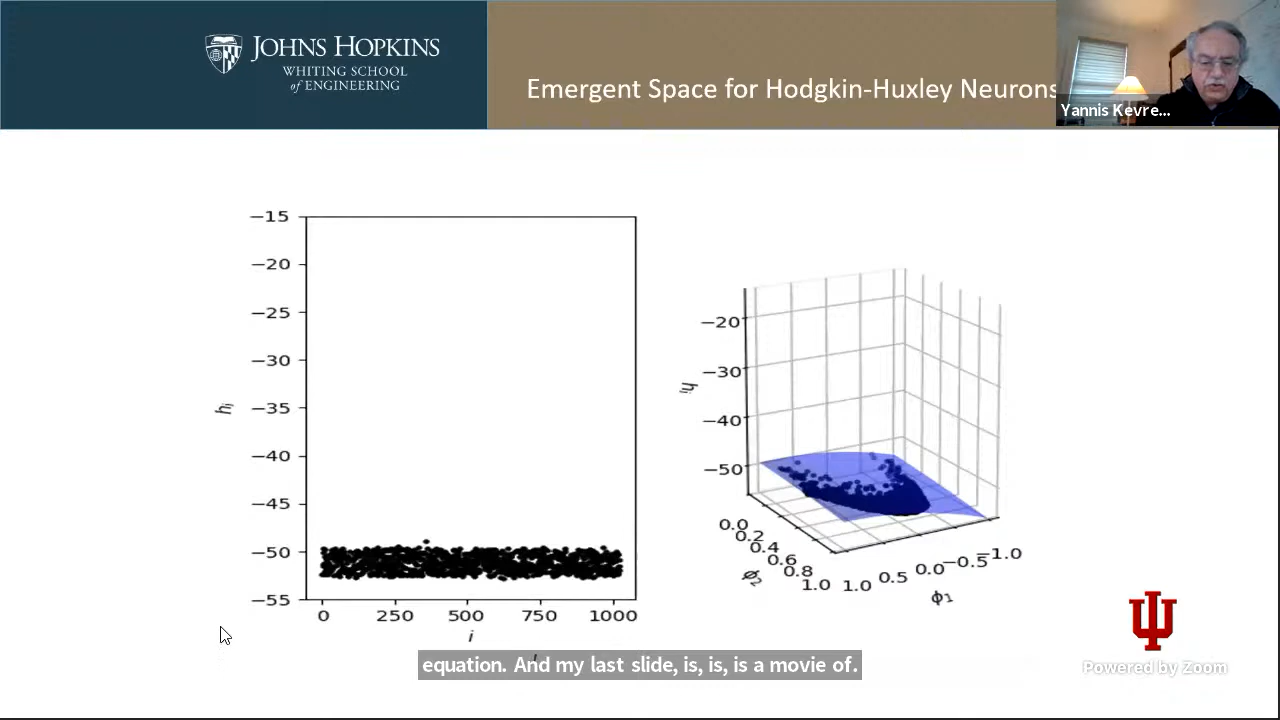 JOHNS HOPKINS
WHITING SCHOOL
of ENGINEERING
Emergent Space for Hodgkin-Huxley Neurons
Yannis Kevre...
−15
−20
−25
−30
−35
−40
−45
−50
−55
hᵢ
0 250 500 750 1000
i
−20
−30
−40
−50
hᵢ
0.0
0.2
0.4
0.6
0.8
1.0
ϕ₂
1.0 0.5 0.0 −0.5 −1.0
ϕ₁
equation. And my last slide, is, is, is a movie of.
Powered by Zoom